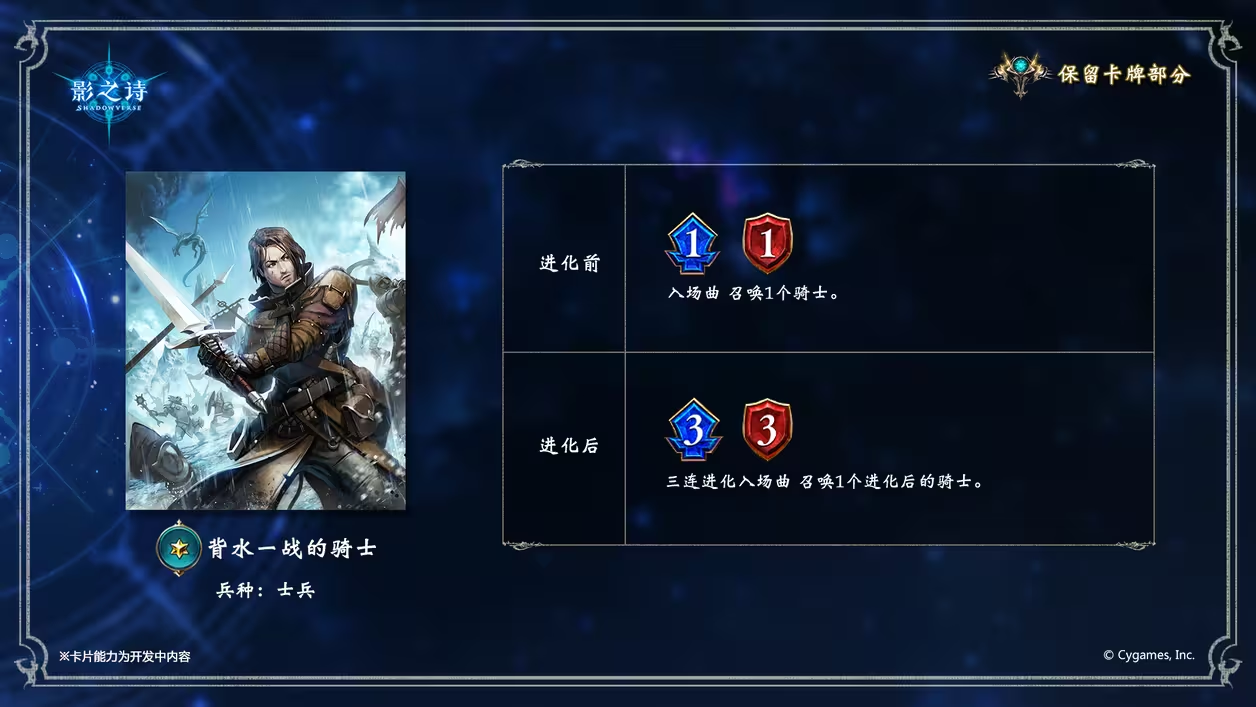 影之诗
SHADOWVERSE
保留卡牌部分
进化前
1 1
入场曲 召唤1个骑士。
进化后
3 3
三连进化入场曲 召唤1个进化后的骑士。
背水一战的骑士
兵种：士兵
※卡片能力为开发中内容
© Cygames, Inc.